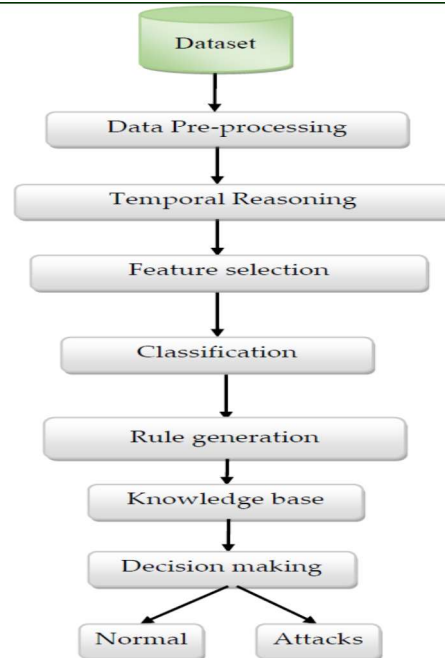 Dataset
Data Pre-processing
Temporal Reasoning
Feature selection
Classification
Rule generation
Knowledge base
Decision making
Normal
Attacks